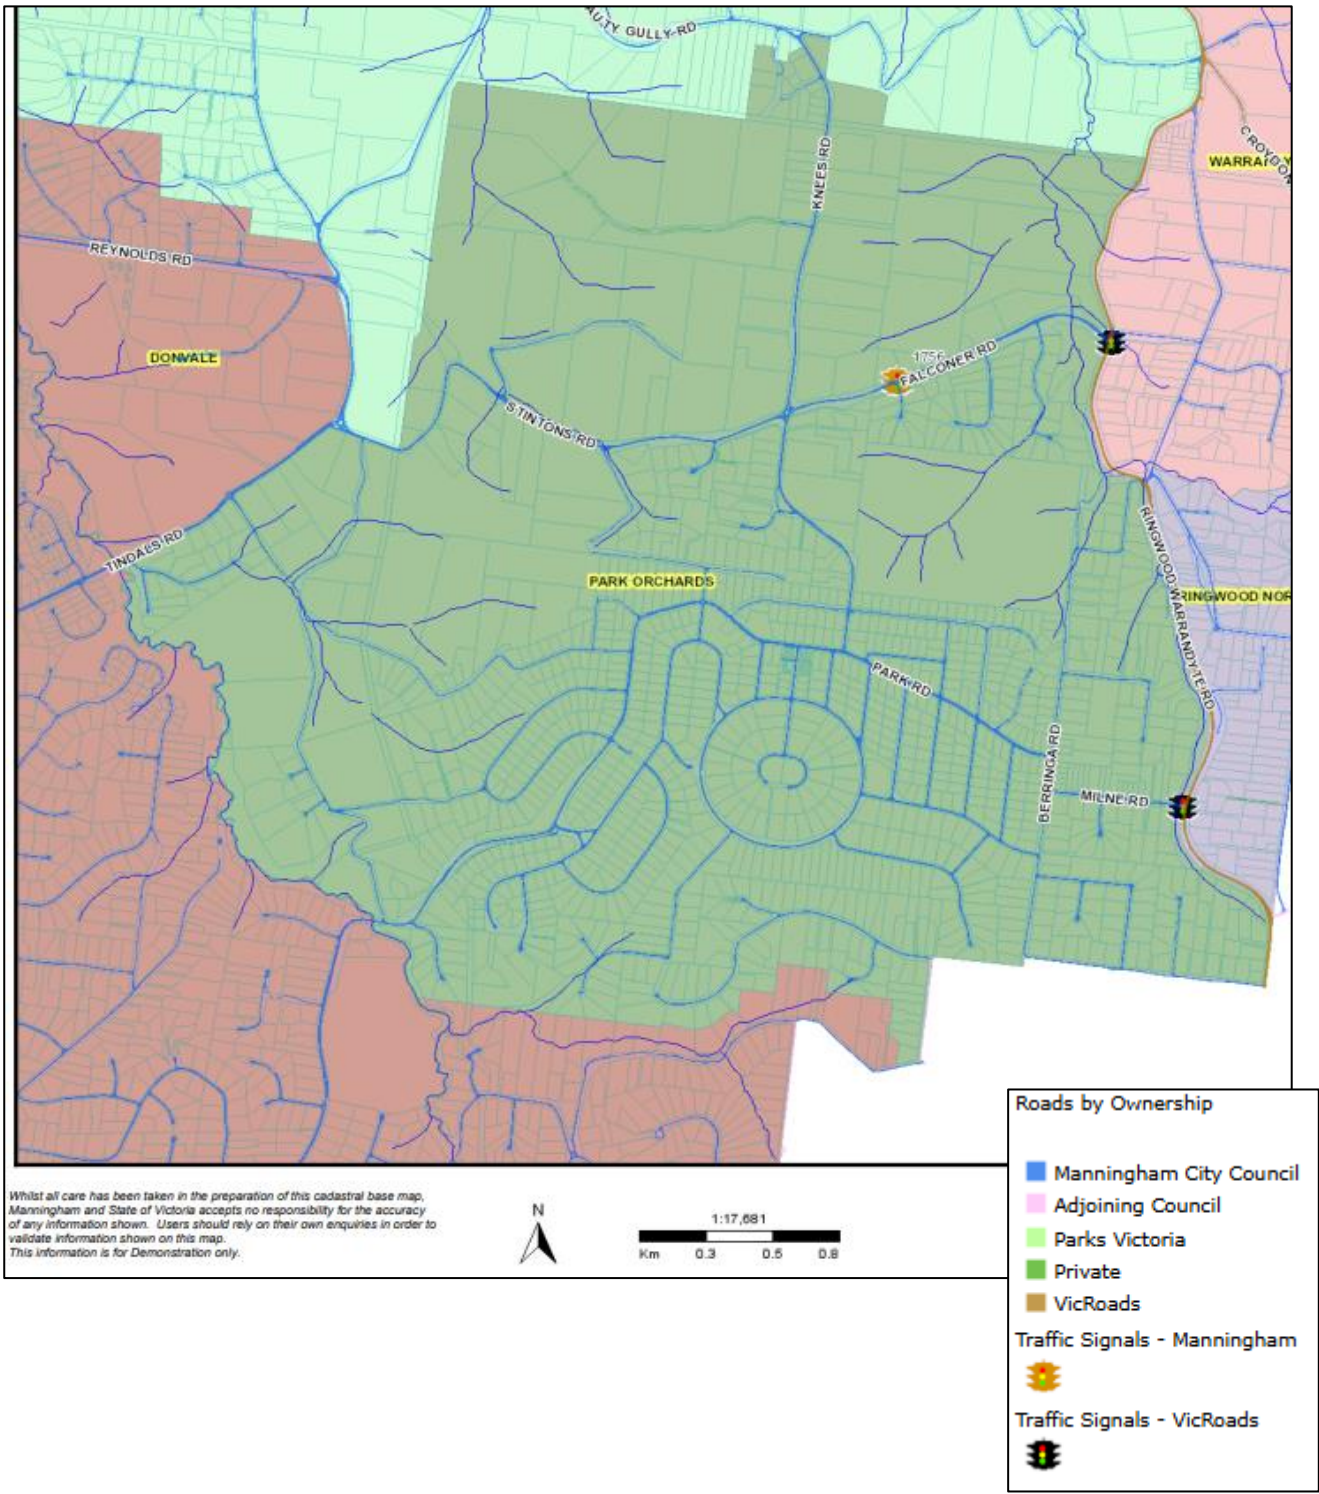 AUTY GULLY RD
CROYDON
WARRA Y
KNEES RD
REYNOLDS RD
DONVALE
1756
FALCONER RD
STINTONS RD
TINDALS RD
PARK ORCHARDS
RINGWOOD-WARRANDYTE RD
RINGWOOD NOR
PARK RD
BERRINGA RD
MILNE RD
Whilst all care has been taken in the preparation of this cadastral base map,
Manningham and State of Victoria accepts no responsibility for the accuracy
of any information shown. Users should rely on their own enquiries in order to
validate information shown on this map.
This information is for Demonstration only.
N
1:17,681
Km 0.3 0.5 0.8
Roads by Ownership
Manningham City Council
Adjoining Council
Parks Victoria
Private
VicRoads
Traffic Signals - Manningham
Traffic Signals - VicRoads